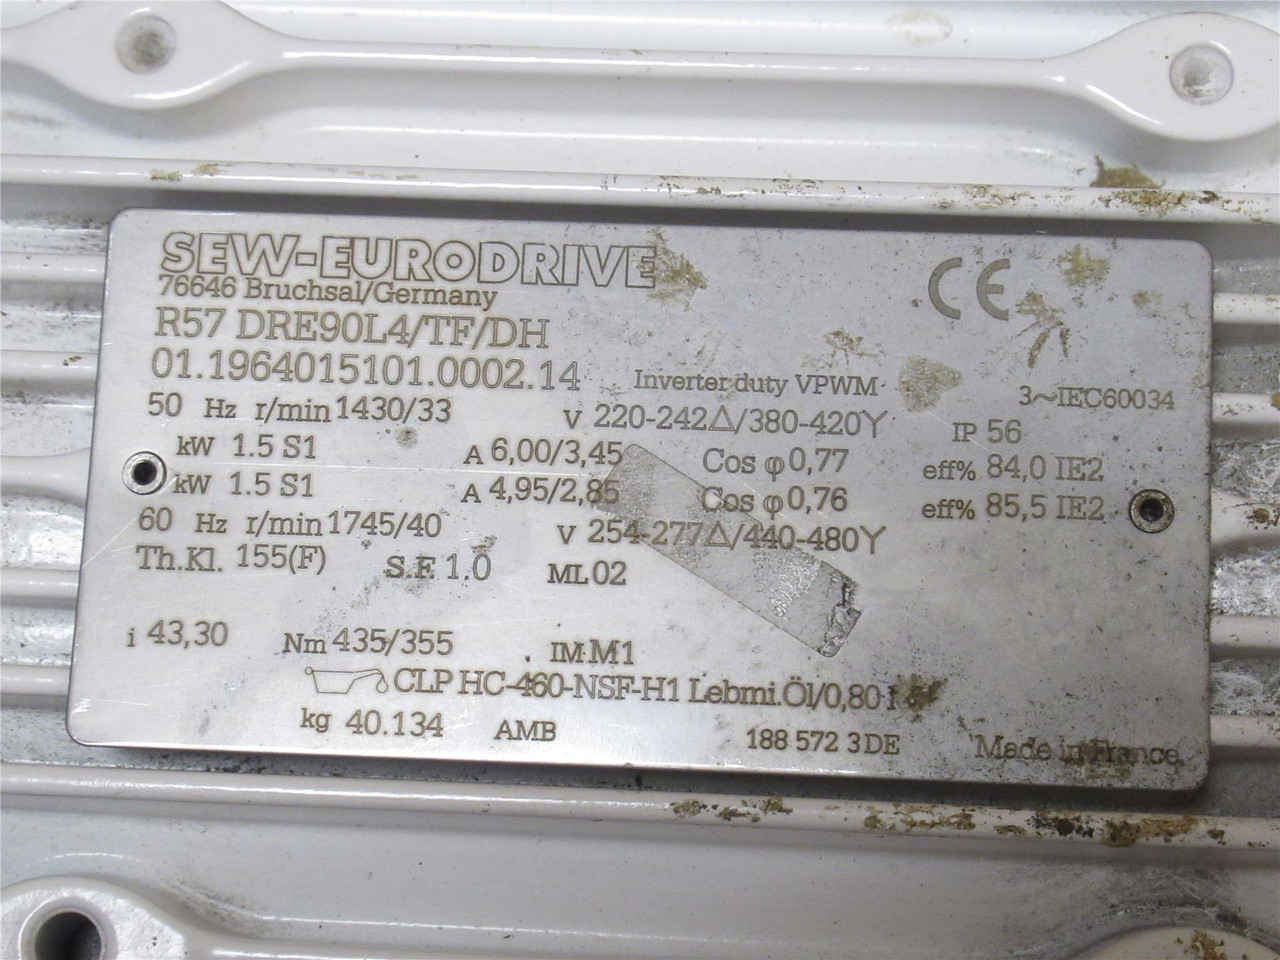 SEW-EURODRIVE CE
76646 Bruchsal/Germany
R57 DRE90L4/TF/DH
01.1964015101.0002.14 Inverter duty VPWM 3~IEC60034
50 Hz r/min 1430/33 V 220-242△/380-420Y IP 56
kW 1.5 S1 A 6,00/3,45 Cos φ 0,77 eff% 84,0 IE2
kW 1.5 S1 A 4,95/2,85 Cos φ 0,76 eff% 85,5 IE2
60 Hz r/min 1745/40 V 254-277△/440-480Y
Th.Kl. 155(F) S.F. 1.0 ML 02
i 43,30 Nm 435/355 IM M1
CLP HC-460-NSF-H1 Lebmi.Öl/0,80 l
kg 40.134 AMB 188 572 3 DE Made in France